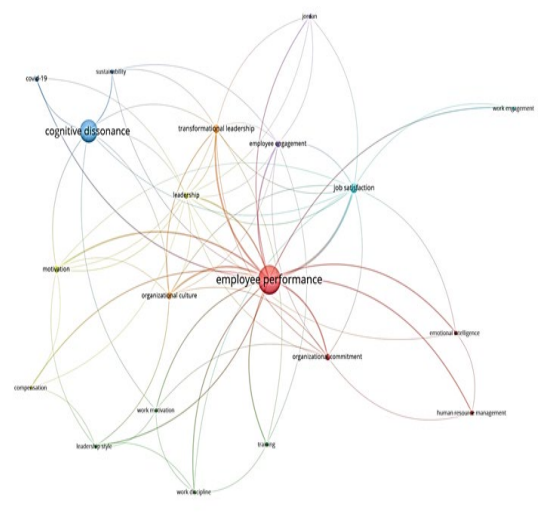 jordan
covid-19
sustainability
work engagement
cognitive dissonance
transformational leadership
employee engagement
job satisfaction
leadership
motivation
employee performance
organizational culture
emotional intelligence
organizational commitment
compensation
work motivation
human resource management
leadership style
training
work discipline